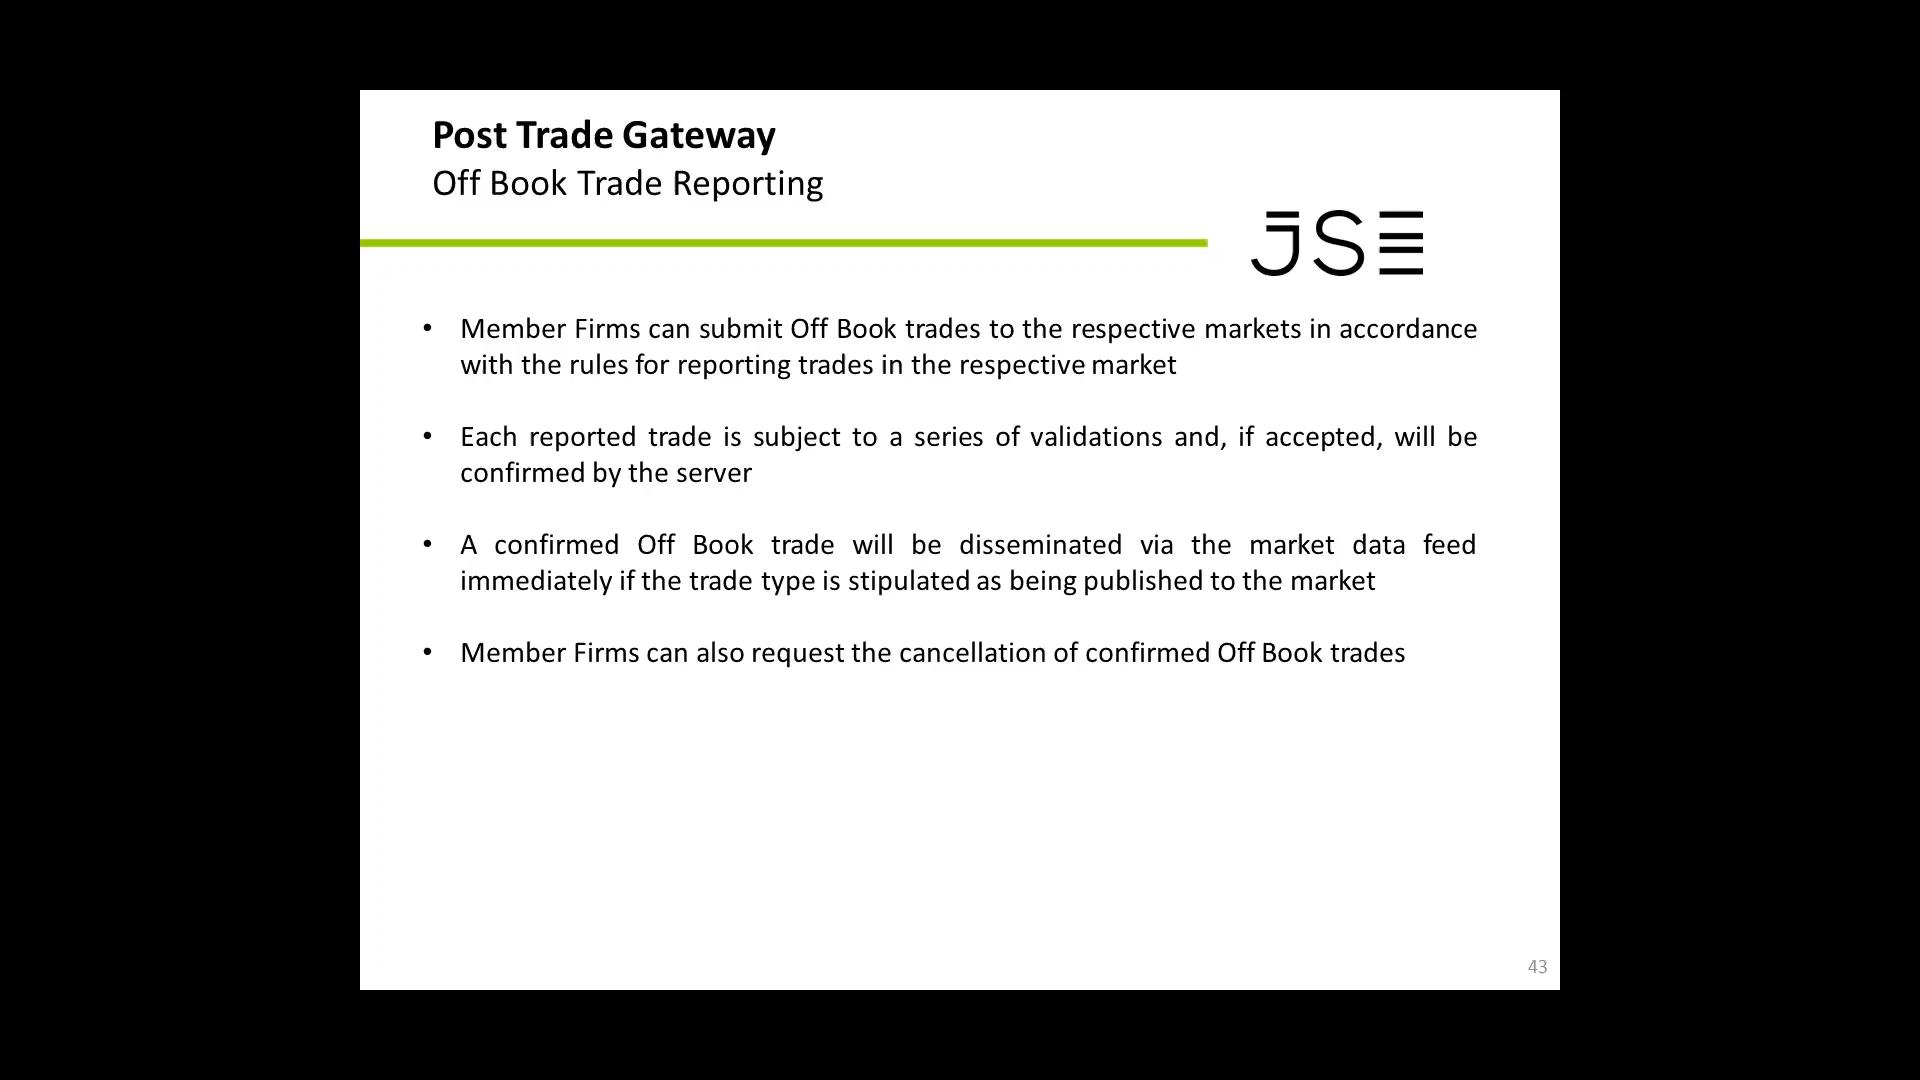 Post Trade Gateway
Off Book Trade Reporting
JSE
• Member Firms can submit Off Book trades to the respective markets in accordance
with the rules for reporting trades in the respective market
• Each reported trade is subject to a series of validations and, if accepted, will be
confirmed by the server
• A confirmed Off Book trade will be disseminated via the market data feed
immediately if the trade type is stipulated as being published to the market
• Member Firms can also request the cancellation of confirmed Off Book trades
43